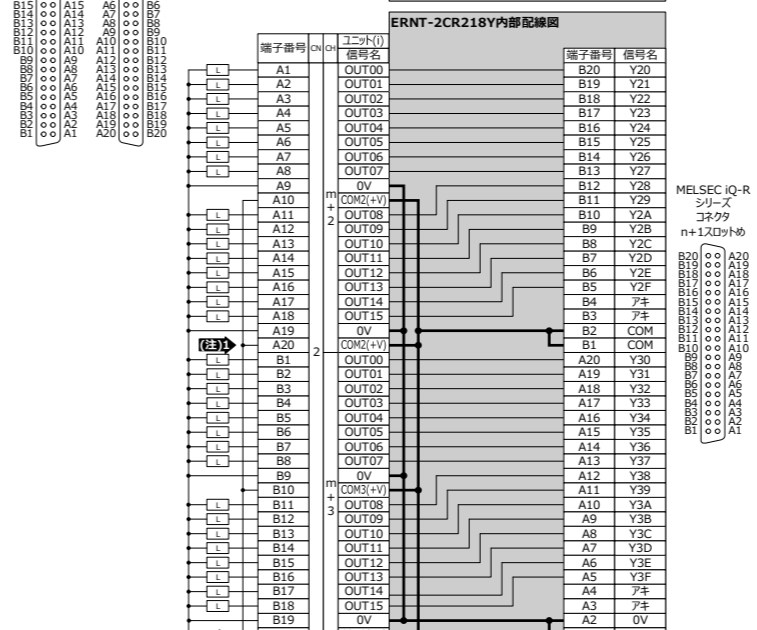 B15 A15 A6 B6
B14 A14 A7 B7
B13 A13 A8 B8
B12 A12 A9 B9
B11 A11 A10 B10
B10 A10 A11 B11
B9 A9 A12 B12
B8 A8 A13 B13
B7 A7 A14 B14
B6 A6 A15 B15
B5 A5 A16 B16
B4 A4 A17 B17
B3 A3 A18 B18
B2 A2 A19 B19
B1 A1 A20 B20
ERNT-2CR218Y内部配線図
端子番号 CN CH ユニット(i) 信号名 端子番号 信号名
L A1 OUT00 B20 Y20
L A2 OUT01 B19 Y21
L A3 OUT02 B18 Y22
L A4 OUT03 B17 Y23
L A5 OUT04 B16 Y24
L A6 OUT05 B15 Y25
L A7 OUT06 B14 Y26
L A8 OUT07 B13 Y27
A9 0V B12 Y28
A10 COM2(+V) B11 Y29
L A11 OUT08 B10 Y2A
L A12 OUT09 B9 Y2B
L A13 OUT10 B8 Y2C
L A14 OUT11 B7 Y2D
L A15 OUT12 B6 Y2E
L A16 OUT13 B5 Y2F
L A17 OUT14 B4 アキ
L A18 OUT15 B3 アキ
A19 0V B2 COM
(注)1 A20 COM2(+V) B1 COM
L B1 OUT00 A20 Y30
L B2 OUT01 A19 Y31
L B3 OUT02 A18 Y32
L B4 OUT03 A17 Y33
L B5 OUT04 A16 Y34
L B6 OUT05 A15 Y35
L B7 OUT06 A14 Y36
L B8 OUT07 A13 Y37
B9 0V A12 Y38
B10 COM3(+V) A11 Y39
L B11 OUT08 A10 Y3A
L B12 OUT09 A9 Y3B
L B13 OUT10 A8 Y3C
L B14 OUT11 A7 Y3D
L B15 OUT12 A6 Y3E
L B16 OUT13 A5 Y3F
L B17 OUT14 A4 アキ
L B18 OUT15 A3 アキ
B19 0V A2 0V
2
m
+
2
m
+
3
MELSEC iQ-R
シリーズ
コネクタ
n+1スロットめ
B20 A20
B19 A19
B18 A18
B17 A17
B16 A16
B15 A15
B14 A14
B13 A13
B12 A12
B11 A11
B10 A10
B9 A9
B8 A8
B7 A7
B6 A6
B5 A5
B4 A4
B3 A3
B2 A2
B1 A1